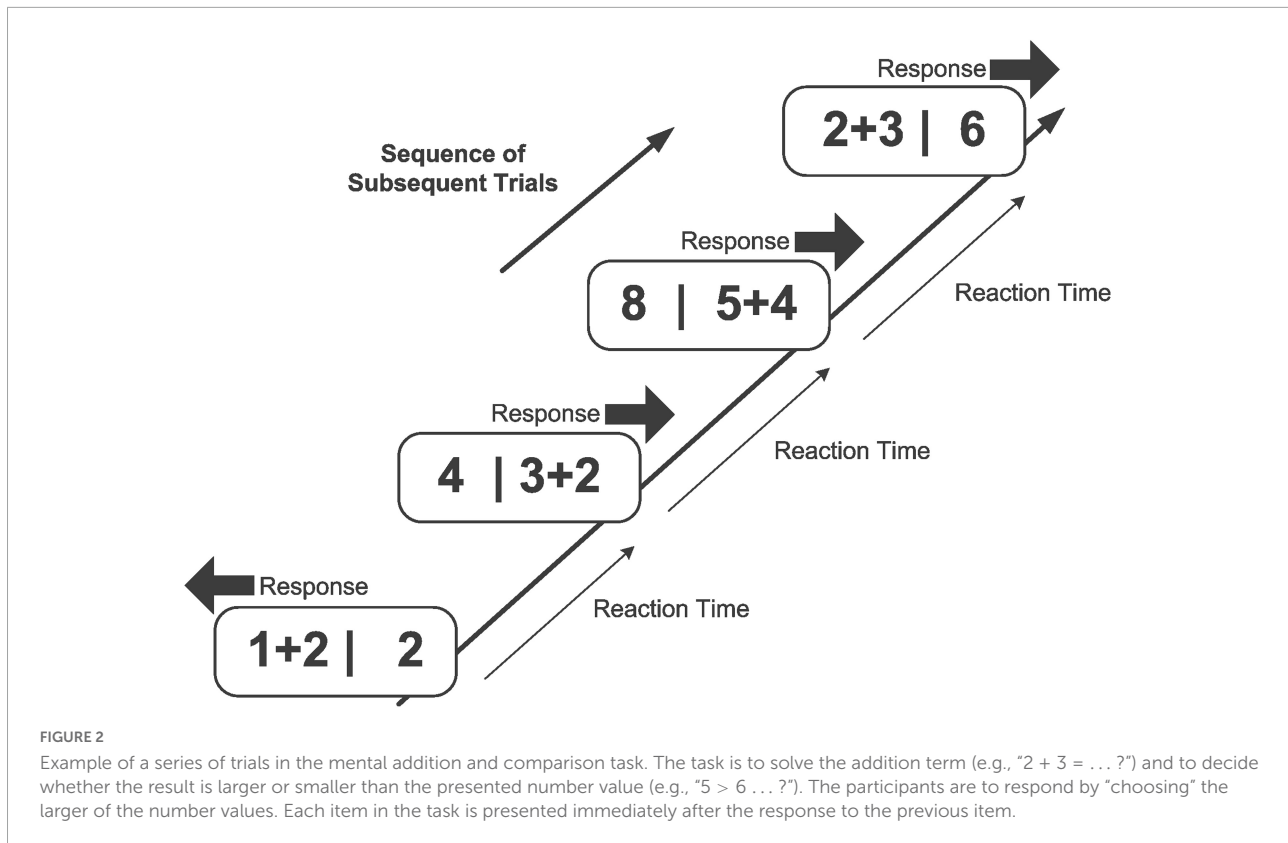 Response
2+3 | 6
Sequence of
Subsequent Trials
Response
8 | 5+4
Reaction Time
Response
4 | 3+2
Reaction Time
Response
1+2 | 2
Reaction Time
FIGURE 2
Example of a series of trials in the mental addition and comparison task. The task is to solve the addition term (e.g., “2 + 3 = . . . ?”) and to decide
whether the result is larger or smaller than the presented number value (e.g., “5 > 6 . . . ?”). The participants are to respond by “choosing” the
larger of the number values. Each item in the task is presented immediately after the response to the previous item.